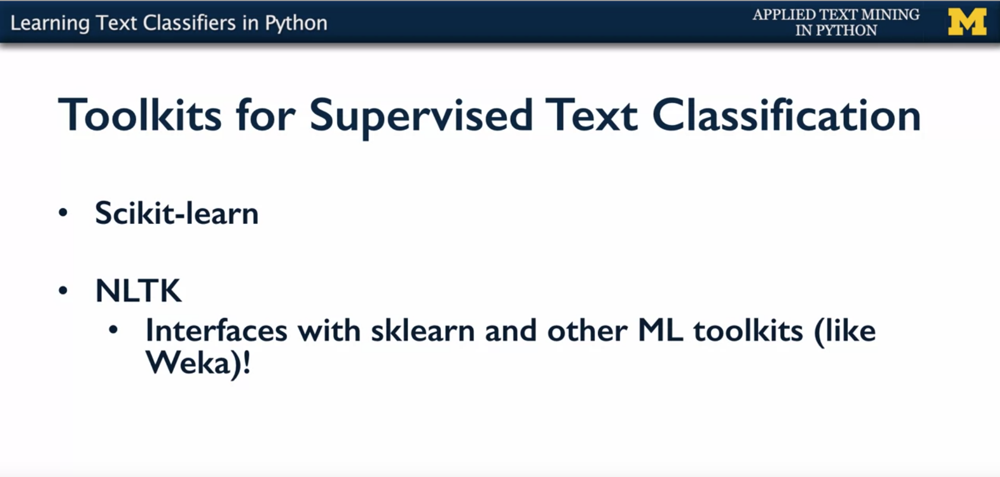 Learning Text Classifiers in Python
APPLIED TEXT MINING
IN PYTHON
M
Toolkits for Supervised Text Classification
• Scikit-learn
• NLTK
• Interfaces with sklearn and other ML toolkits (like
Weka)!